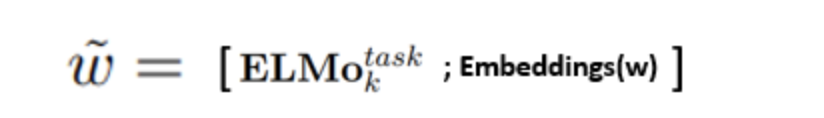 w̃ = [ ELMo_k^{task} ; Embeddings(w) ]